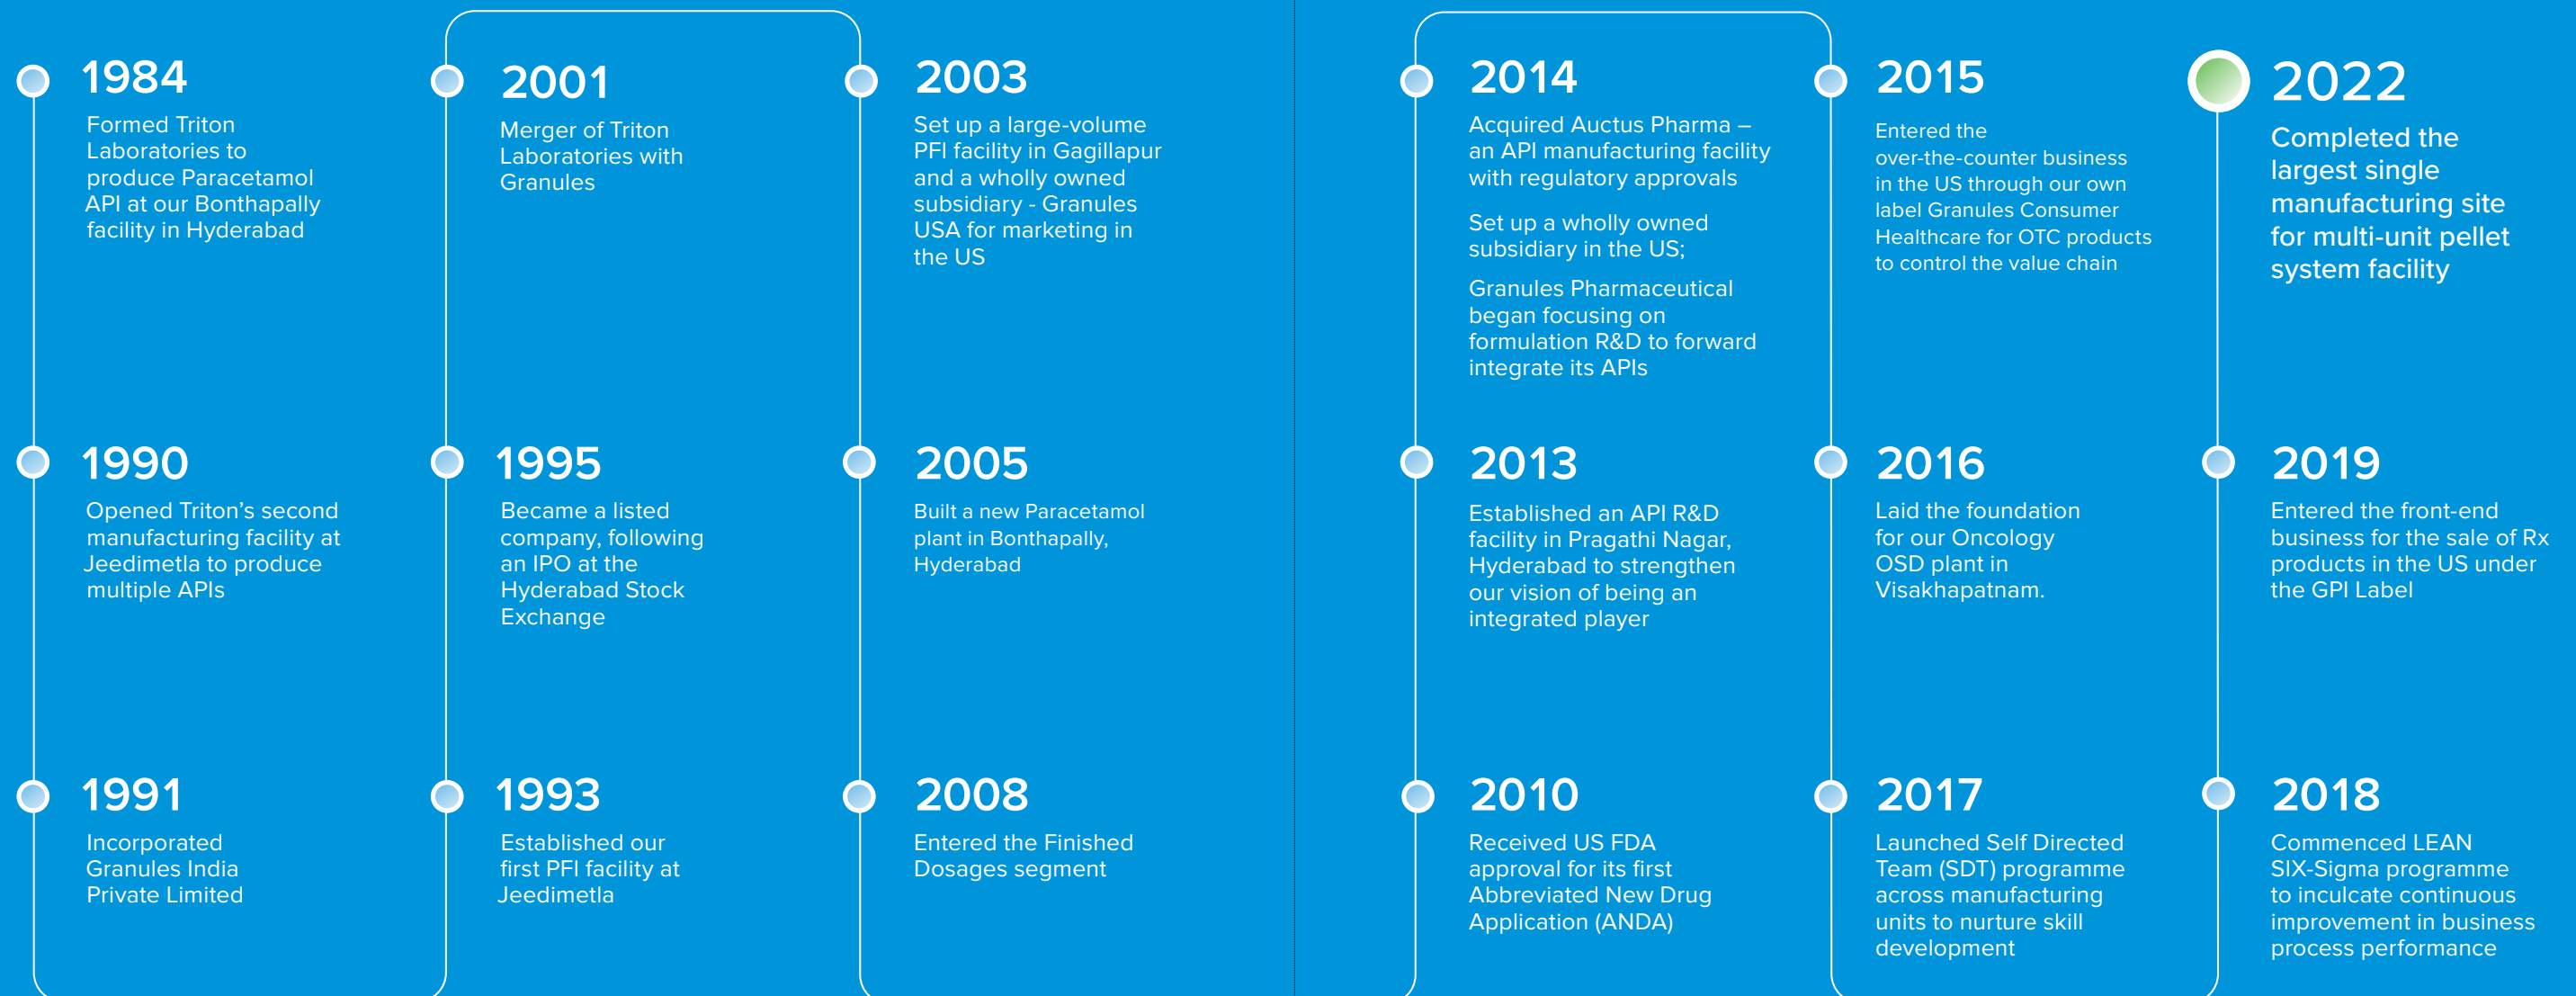 1984
Formed Triton
Laboratories to
produce Paracetamol
API at our Bonthapally
facility in Hyderabad
1990
Opened Triton’s second
manufacturing facility at
Jeedimetla to produce
multiple APIs
1991
Incorporated
Granules India
Private Limited
1993
Established our
first PFI facility at
Jeedimetla
1995
Became a listed
company, following
an IPO at the
Hyderabad Stock
Exchange
2001
Merger of Triton
Laboratories with
Granules
2003
Set up a large-volume
PFI facility in Gagillapur
and a wholly owned
subsidiary - Granules
USA for marketing in
the US
2005
Built a new Paracetamol
plant in Bonthapally,
Hyderabad
2008
Entered the Finished
Dosages segment
2010
Received US FDA
approval for its first
Abbreviated New Drug
Application (ANDA)
2013
Established an API R&D
facility in Pragathi Nagar,
Hyderabad to strengthen
our vision of being an
integrated player
2014
Acquired Auctus Pharma –
an API manufacturing facility
with regulatory approvals
Set up a wholly owned
subsidiary in the US;
Granules Pharmaceutical
began focusing on
formulation R&D to forward
integrate its APIs
2015
Entered the
over-the-counter business
in the US through our own
label Granules Consumer
Healthcare for OTC products
to control the value chain
2016
Laid the foundation
for our Oncology
OSD plant in
Visakhapatnam.
2017
Launched Self Directed
Team (SDT) programme
across manufacturing
units to nurture skill
development
2018
Commenced LEAN
SIX-Sigma programme
to inculcate continuous
improvement in business
process performance
2019
Entered the front-end
business for the sale of Rx
products in the US under
the GPI Label
2022
Completed the
largest single
manufacturing site
for multi-unit pellet
system facility